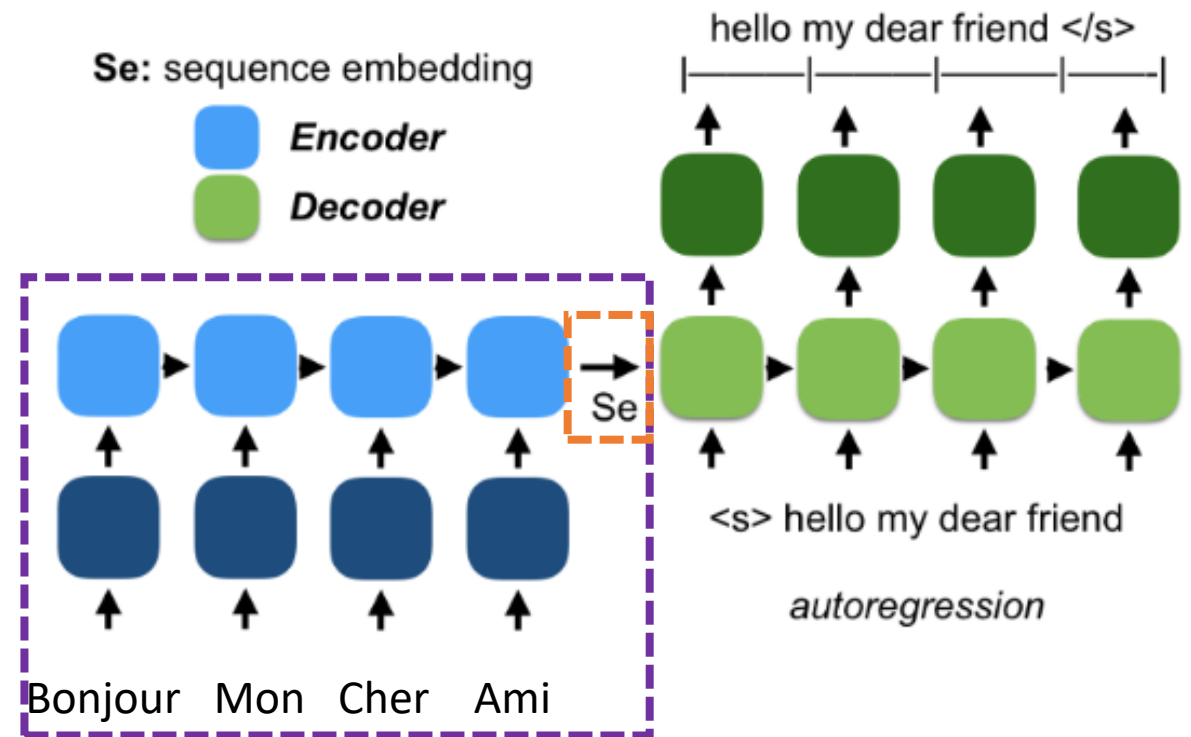 hello my dear friend </s>
Se: sequence embedding
Encoder
Decoder
Se
<s> hello my dear friend
autoregression
Bonjour Mon Cher Ami